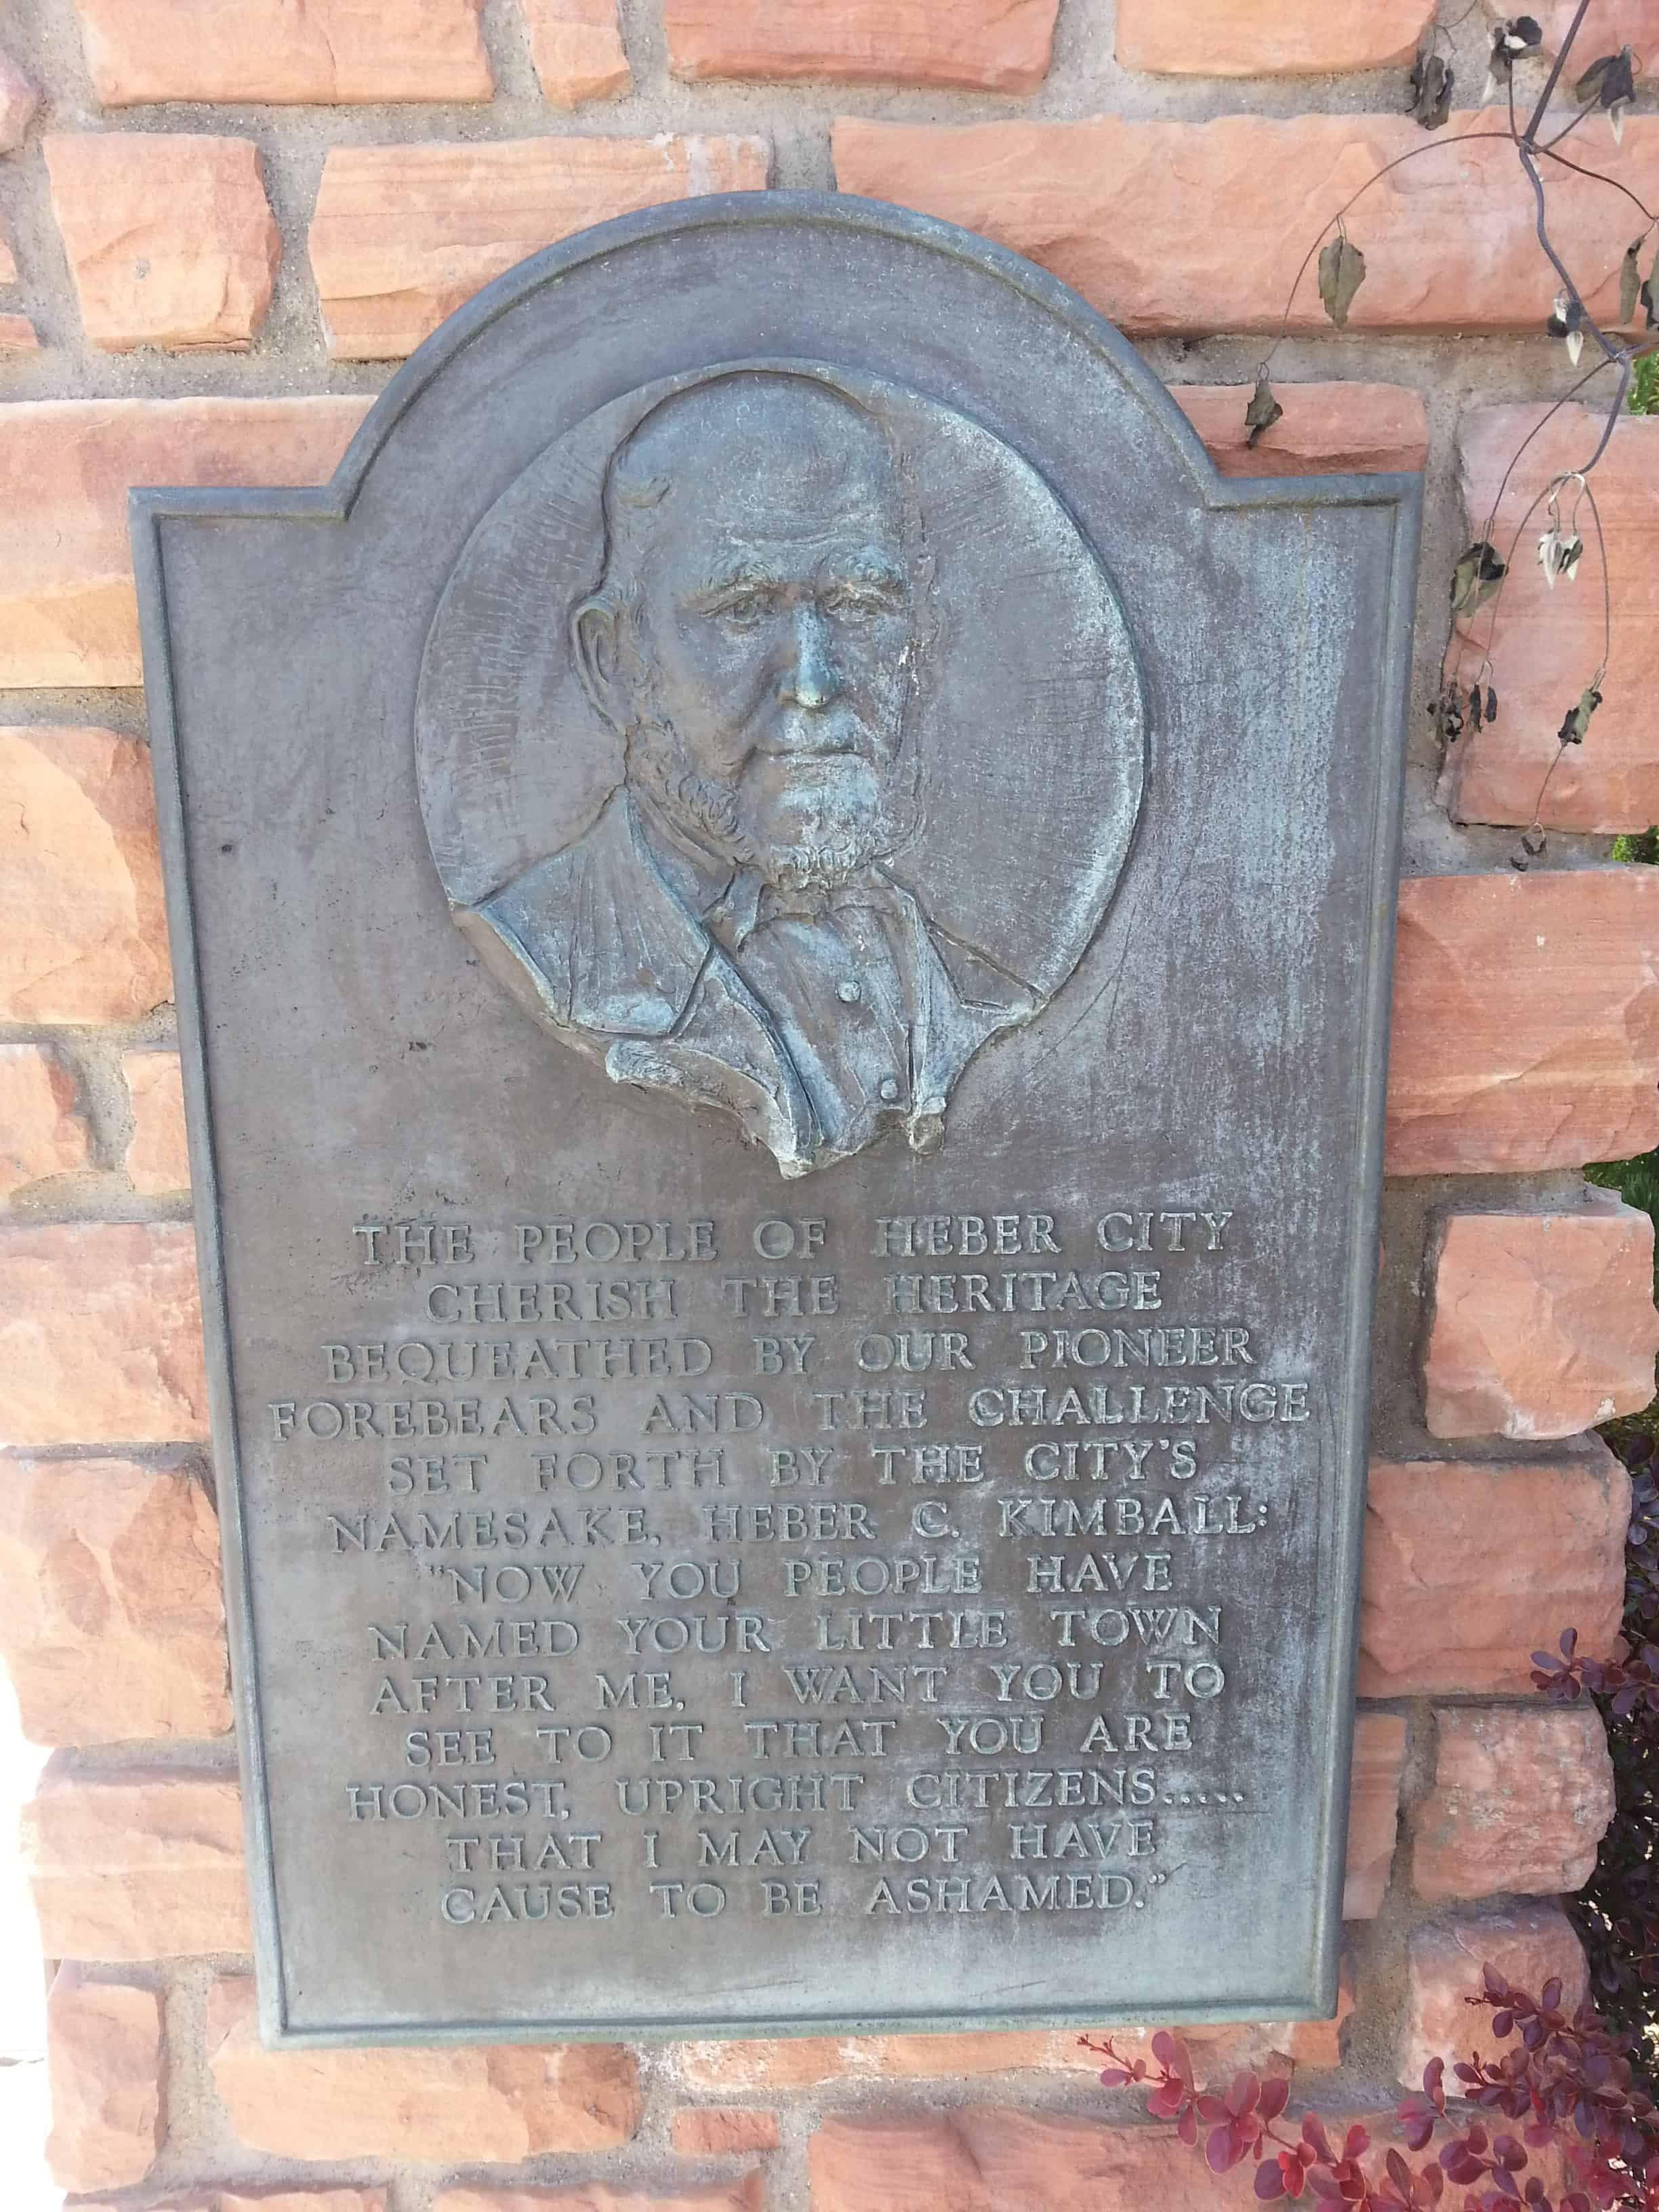 THE PEOPLE OF HEBER CITY
CHERISH THE HERITAGE
BEQUEATHED BY OUR PIONEER
FOREBEARS AND THE CHALLENGE
SET FORTH BY THE CITY'S
NAMESAKE, HEBER C. KIMBALL:
"NOW YOU PEOPLE HAVE
NAMED YOUR LITTLE TOWN
AFTER ME, I WANT YOU TO
SEE TO IT THAT YOU ARE
HONEST, UPRIGHT CITIZENS.....
THAT I MAY NOT HAVE
CAUSE TO BE ASHAMED."